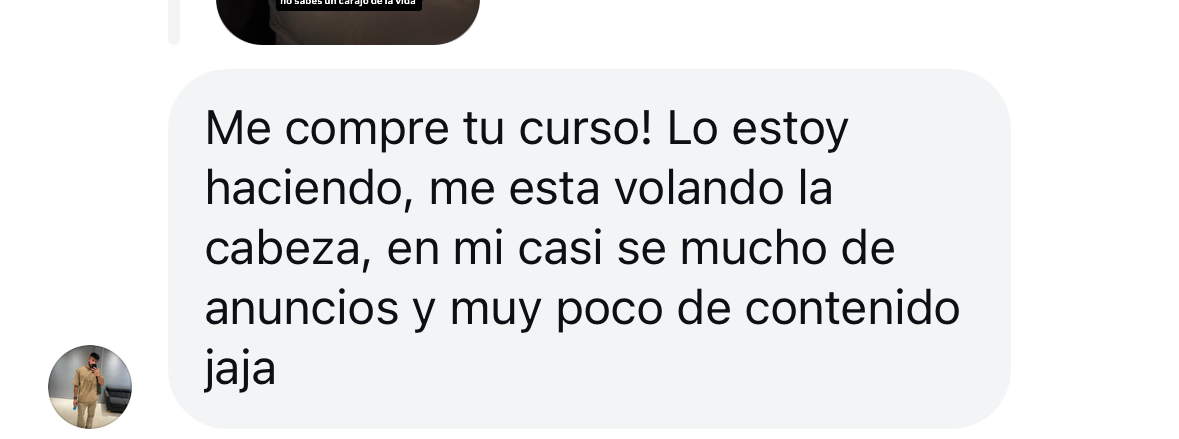 no sabes un carajo de la vida
Me compre tu curso! Lo estoy
haciendo, me esta volando la
cabeza, en mi casi se mucho de
anuncios y muy poco de contenido
jaja